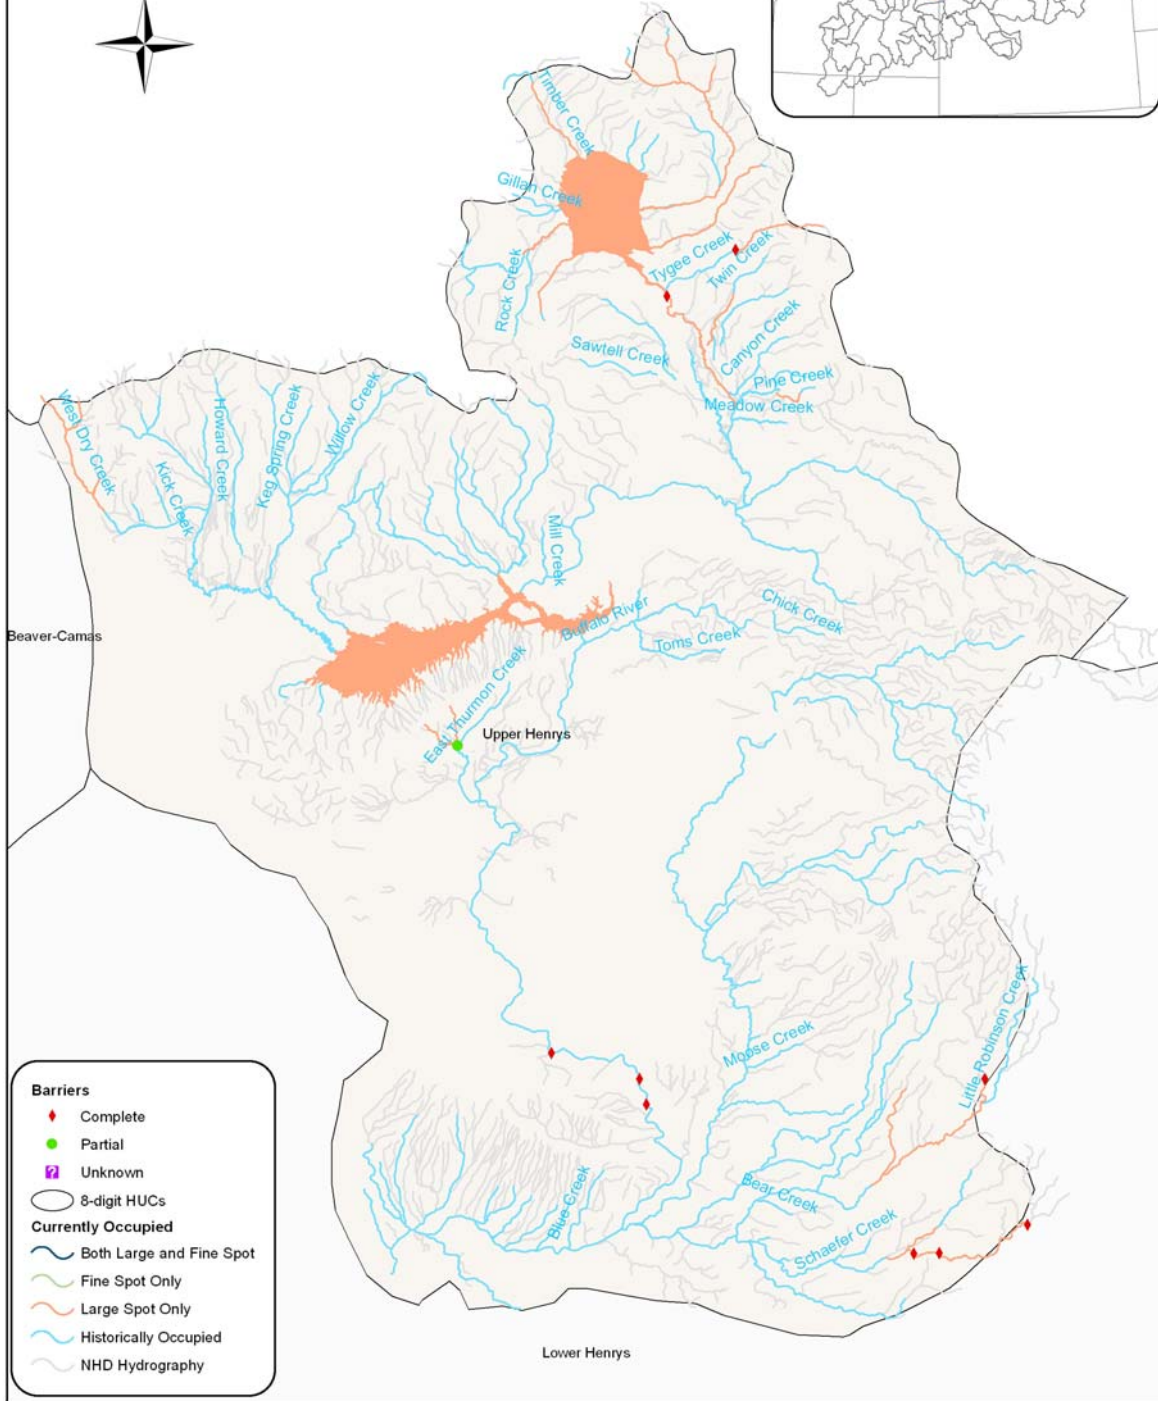 Timber Creek
Gillan Creek
Rock Creek
Tygee Creek
Twin Creek
Canyon Creek
Sawtell Creek
Pine Creek
Meadow Creek
West Dry Creek
Kick Creek
Howard Creek
Keg Spring Creek
Willow Creek
Mill Creek
Buffalo River
Chick Creek
Toms Creek
Beaver-Camas
East Thurmon Creek
Upper Henrys
Little Robinson Creek
Moose Creek
Bear Creek
Blue Creek
Schaefer Creek
Lower Henrys
Barriers
Complete
Partial
?
Unknown
8-digit HUCs
Currently Occupied
Both Large and Fine Spot
Fine Spot Only
Large Spot Only
Historically Occupied
NHD Hydrography